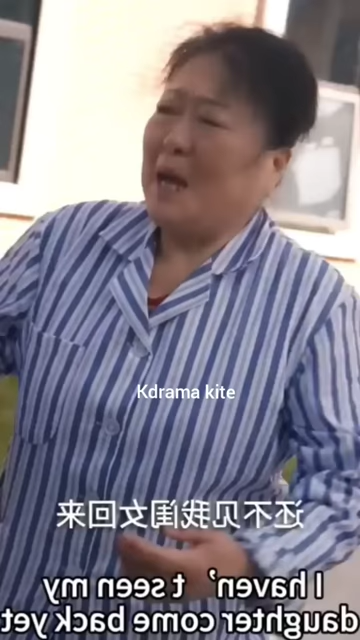 Kdrama kite
还不见我闺女回来
I haven't seen my
daughter come back yet